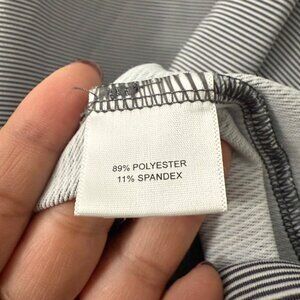 89% POLYESTER
11% SPANDEX